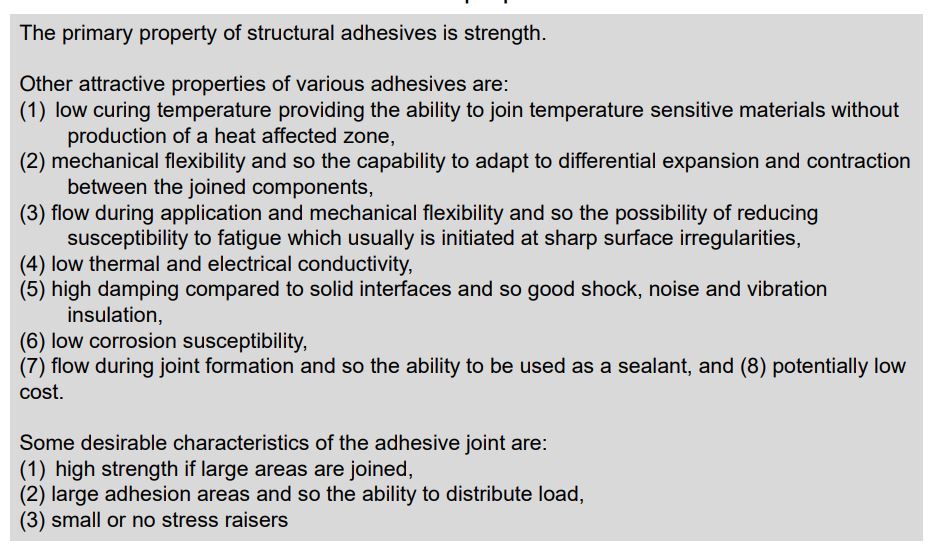 The primary property of structural adhesives is strength.
Other attractive properties of various adhesives are:
(1) low curing temperature providing the ability to join temperature sensitive materials without
production of a heat affected zone,
(2) mechanical flexibility and so the capability to adapt to differential expansion and contraction
between the joined components,
(3) flow during application and mechanical flexibility and so the possibility of reducing
susceptibility to fatigue which usually is initiated at sharp surface irregularities,
(4) low thermal and electrical conductivity,
(5) high damping compared to solid interfaces and so good shock, noise and vibration
insulation,
(6) low corrosion susceptibility,
(7) flow during joint formation and so the ability to be used as a sealant, and (8) potentially low
cost.
Some desirable characteristics of the adhesive joint are:
(1) high strength if large areas are joined,
(2) large adhesion areas and so the ability to distribute load,
(3) small or no stress raisers